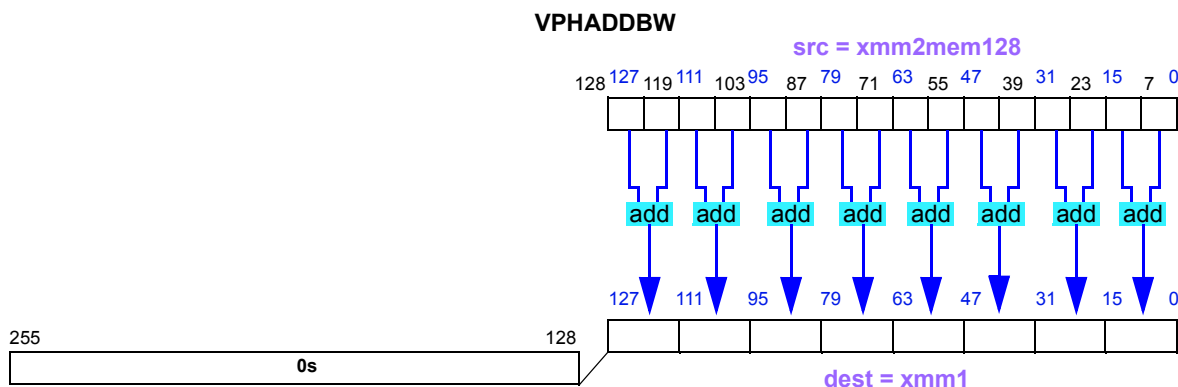 VPHADDBW
src = xmm2mem128
128 127 119 111 103 95 87 79 71 63 55 47 39 31 23 15 7 0
add add add add add add add add
127 111 95 79 63 47 31 15 0
255 128
0s
dest = xmm1